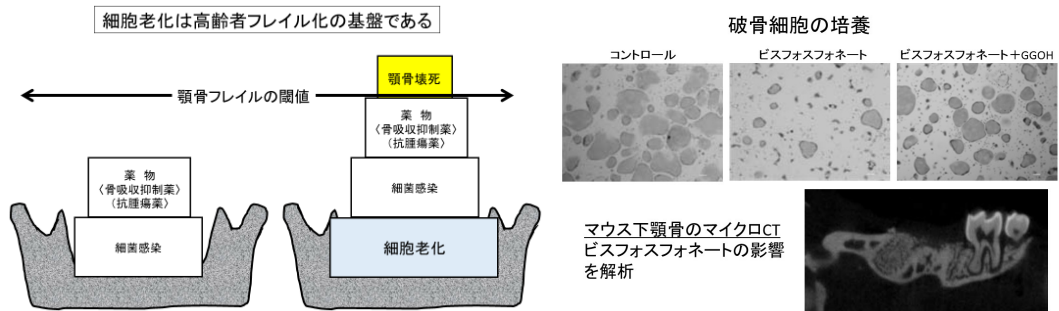 細胞老化は高齢者フレイル化の基盤である
顎骨壊死
顎骨フレイルの閾値
薬　物
〈骨吸収抑制薬〉
（抗腫瘍薬）
細菌感染
薬　物
〈骨吸収抑制薬〉
（抗腫瘍薬）
細菌感染
細胞老化
破骨細胞の培養
コントロール
ビスフォスフォネート
ビスフォスフォネート＋GGOH
マウス下顎骨のマイクロCT
ビスフォスフォネートの影響
を解析